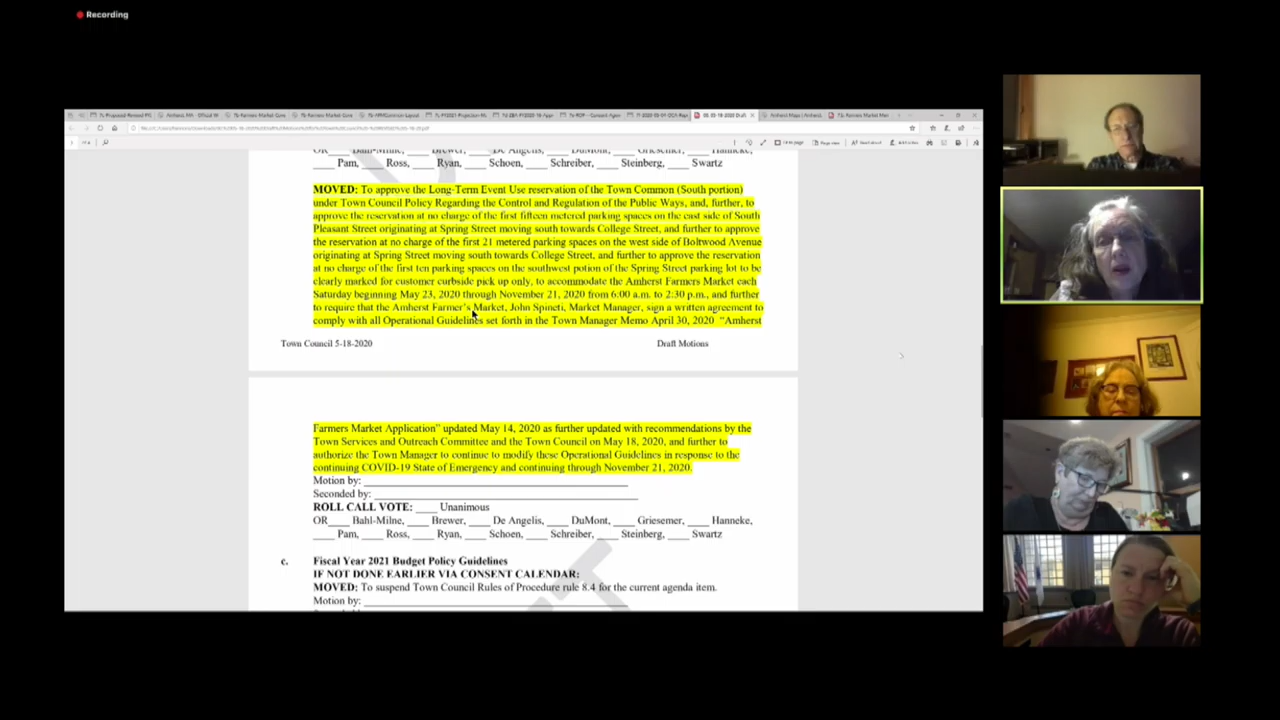 Recording
Pam, ____ Ross, ____ Ryan, ____ Schoen, ____ Schreiber, ____ Steinberg, ____ Swartz
MOVED: To approve the Long-Term Event Use reservation of the Town Common (South portion)
under Town Council Policy Regarding the Control and Regulation of the Public Ways, and, further, to
approve the reservation at no charge of the first fifteen metered parking spaces on the east side of South
Pleasant Street originating at Spring Street moving south towards College Street, and further to approve
the reservation at no charge of the first 21 metered parking spaces on the west side of Boltwood Avenue
originating at Spring Street moving south towards College Street, and further to approve the reservation
at no charge of the first ten parking spaces on the southwest potion of the Spring Street parking lot to be
clearly marked for customer curbside pick up only, to accommodate the Amherst Farmers Market each
Saturday beginning May 23, 2020 through November 21, 2020 from 6:00 a.m. to 2:30 p.m., and further
to require that the Amherst Farmer's Market, John Spineti, Market Manager, sign a written agreement to
comply with all Operational Guidelines set forth in the Town Manager Memo April 30, 2020 "Amherst
Town Council 5-18-2020 Draft Motions
Farmers Market Application" updated May 14, 2020 as further updated with recommendations by the
Town Services and Outreach Committee and the Town Council on May 18, 2020, and further to
authorize the Town Manager to continue to modify these Operational Guidelines in response to the
continuing COVID-19 State of Emergency and continuing through November 21, 2020.
Motion by: ____
Seconded by: ____
ROLL CALL VOTE: ____ Unanimous
OR____ Bahl-Milne, ____ Brewer, ____ De Angelis, ____ DuMont, ____ Griesemer, ____ Hanneke,
____ Pam, ____ Ross, ____ Ryan, ____ Schoen, ____ Schreiber, ____ Steinberg, ____ Swartz
c. Fiscal Year 2021 Budget Policy Guidelines
IF NOT DONE EARLIER VIA CONSENT CALENDAR:
MOVED: To suspend Town Council Rules of Procedure rule 8.4 for the current agenda item.
Motion by: ____